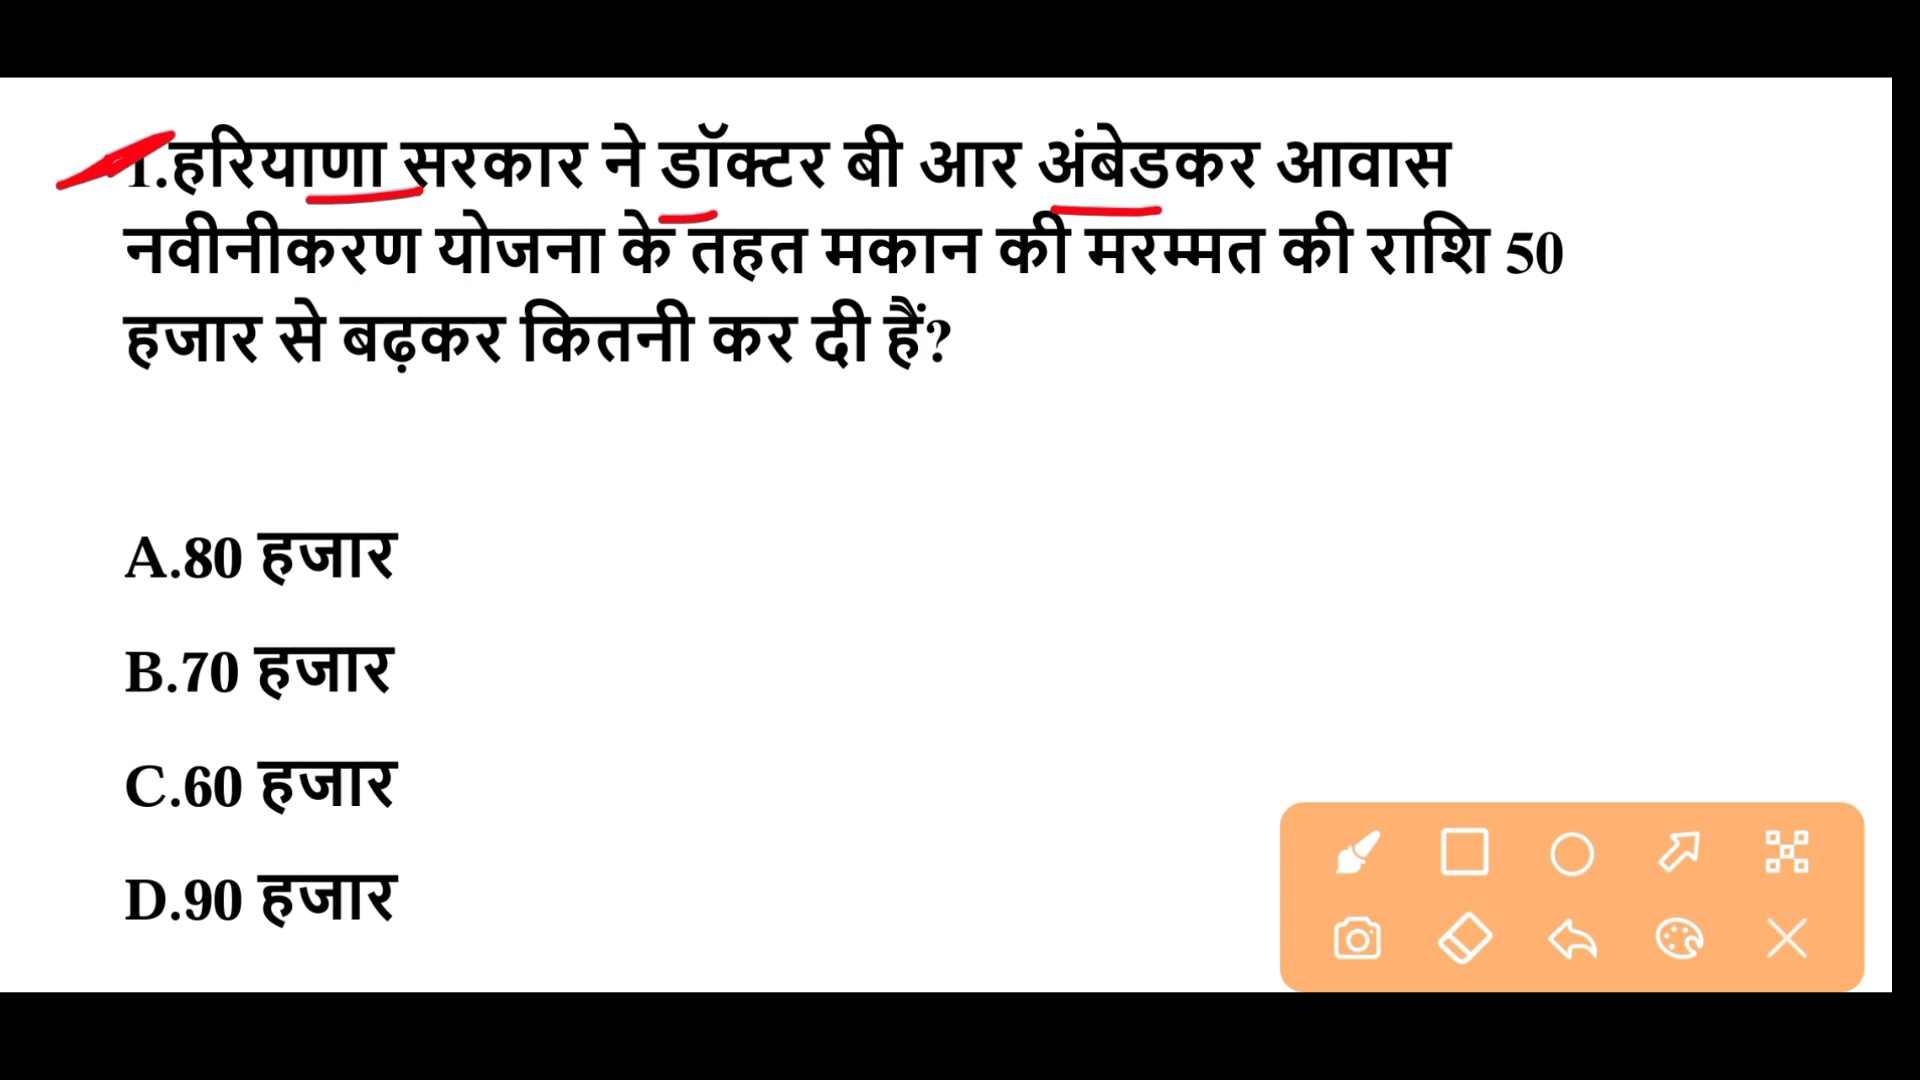 1.हरियाणा सरकार ने डॉक्टर बी आर अंबेडकर आवास
नवीनीकरण योजना के तहत मकान की मरम्मत की राशि 50
हजार से बढ़कर कितनी कर दी हैं?
A.80 हजार
B.70 हजार
C.60 हजार
D.90 हजार